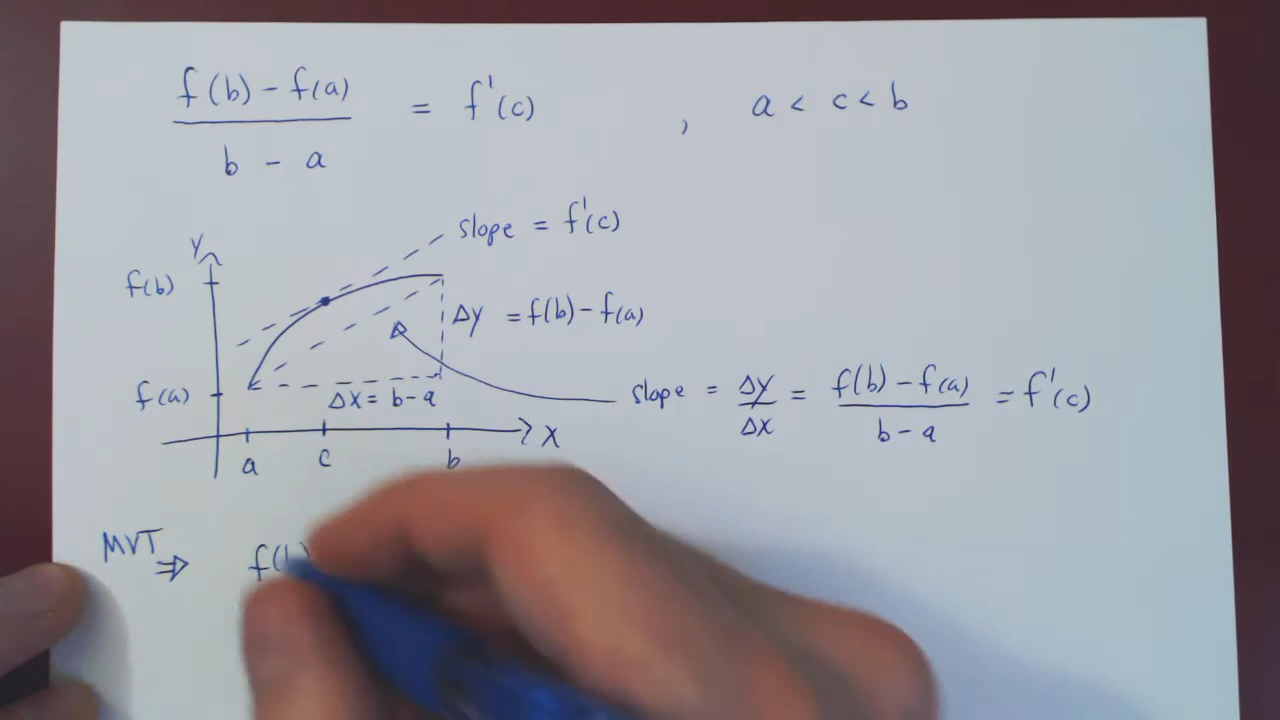 f(b) - f(a) / b - a = f'(c) , a < c < b
slope = f'(c)
y
f(b)
Δy = f(b) - f(a)
f(a)
Δx = b - a
slope = Δy / Δx = f(b) - f(a) / b - a = f'(c)
x
a c b
MVT ⇒ f(b)